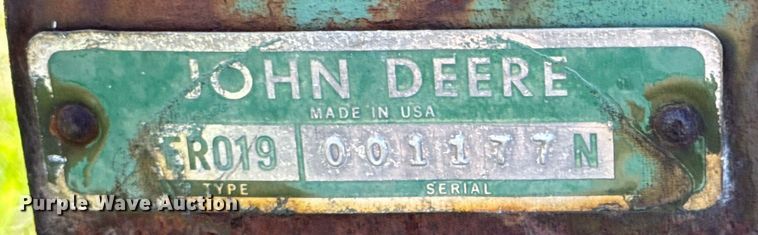 JOHN DEERE
MADE IN USA
ER019 001177N
TYPE SERIAL
Purple Wave Auction